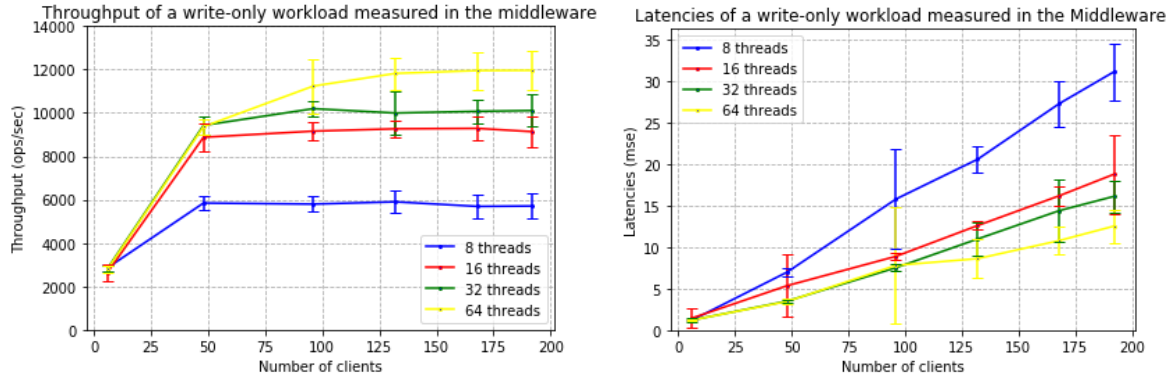 Throughput of a write-only workload measured in the middleware
14000
12000
10000
8000
6000
4000
2000
0
Throughput (ops/sec)
0
25
50
75
100
125
150
175
200
Number of clients
8 threads
16 threads
32 threads
64 threads
Latencies of a write-only workload measured in the Middleware
35
30
25
20
15
10
5
0
Latencies (mse)
0
25
50
75
100
125
150
175
200
Number of clients
8 threads
16 threads
32 threads
64 threads